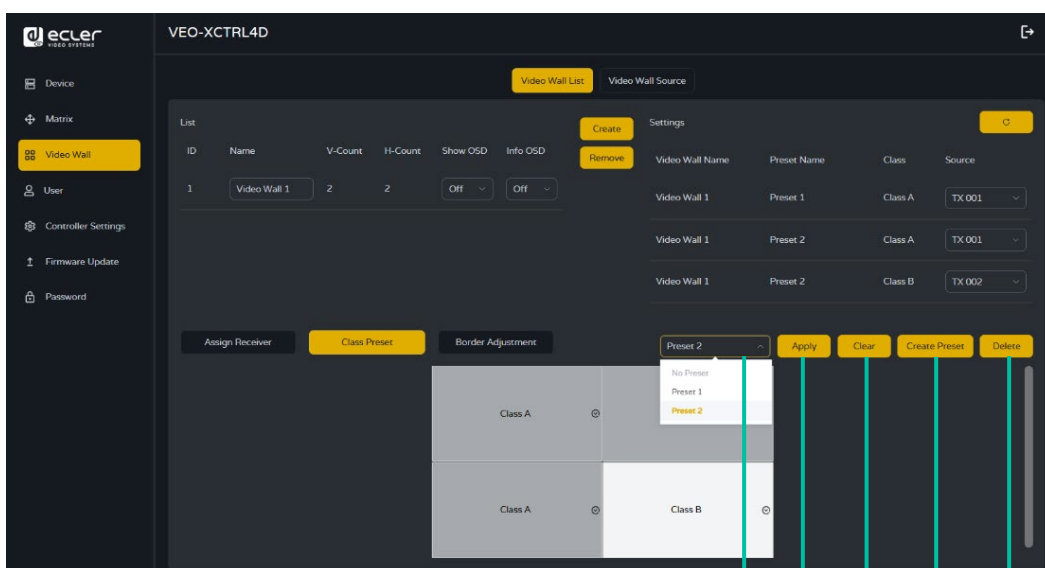 ecler
VIDEO SYSTEMS
VEO-XCTRL4D
Device
Matrix
Video Wall
User
Controller Settings
Firmware Update
Password
Video Wall List Video Wall Source
List
Create
Remove
ID Name V-Count H-Count Show OSD Info OSD
1 Video Wall 1 2 2 Off Off
Settings
Video Wall Name Preset Name Class Source
Video Wall 1 Preset 1 Class A TX 001
Video Wall 1 Preset 2 Class A TX 001
Video Wall 1 Preset 2 Class B TX 002
Assign Receiver Class Preset Border Adjustment
Preset 2 Apply Clear Create Preset Delete
No Preset
Preset 1
Preset 2
Class A
Class A Class B